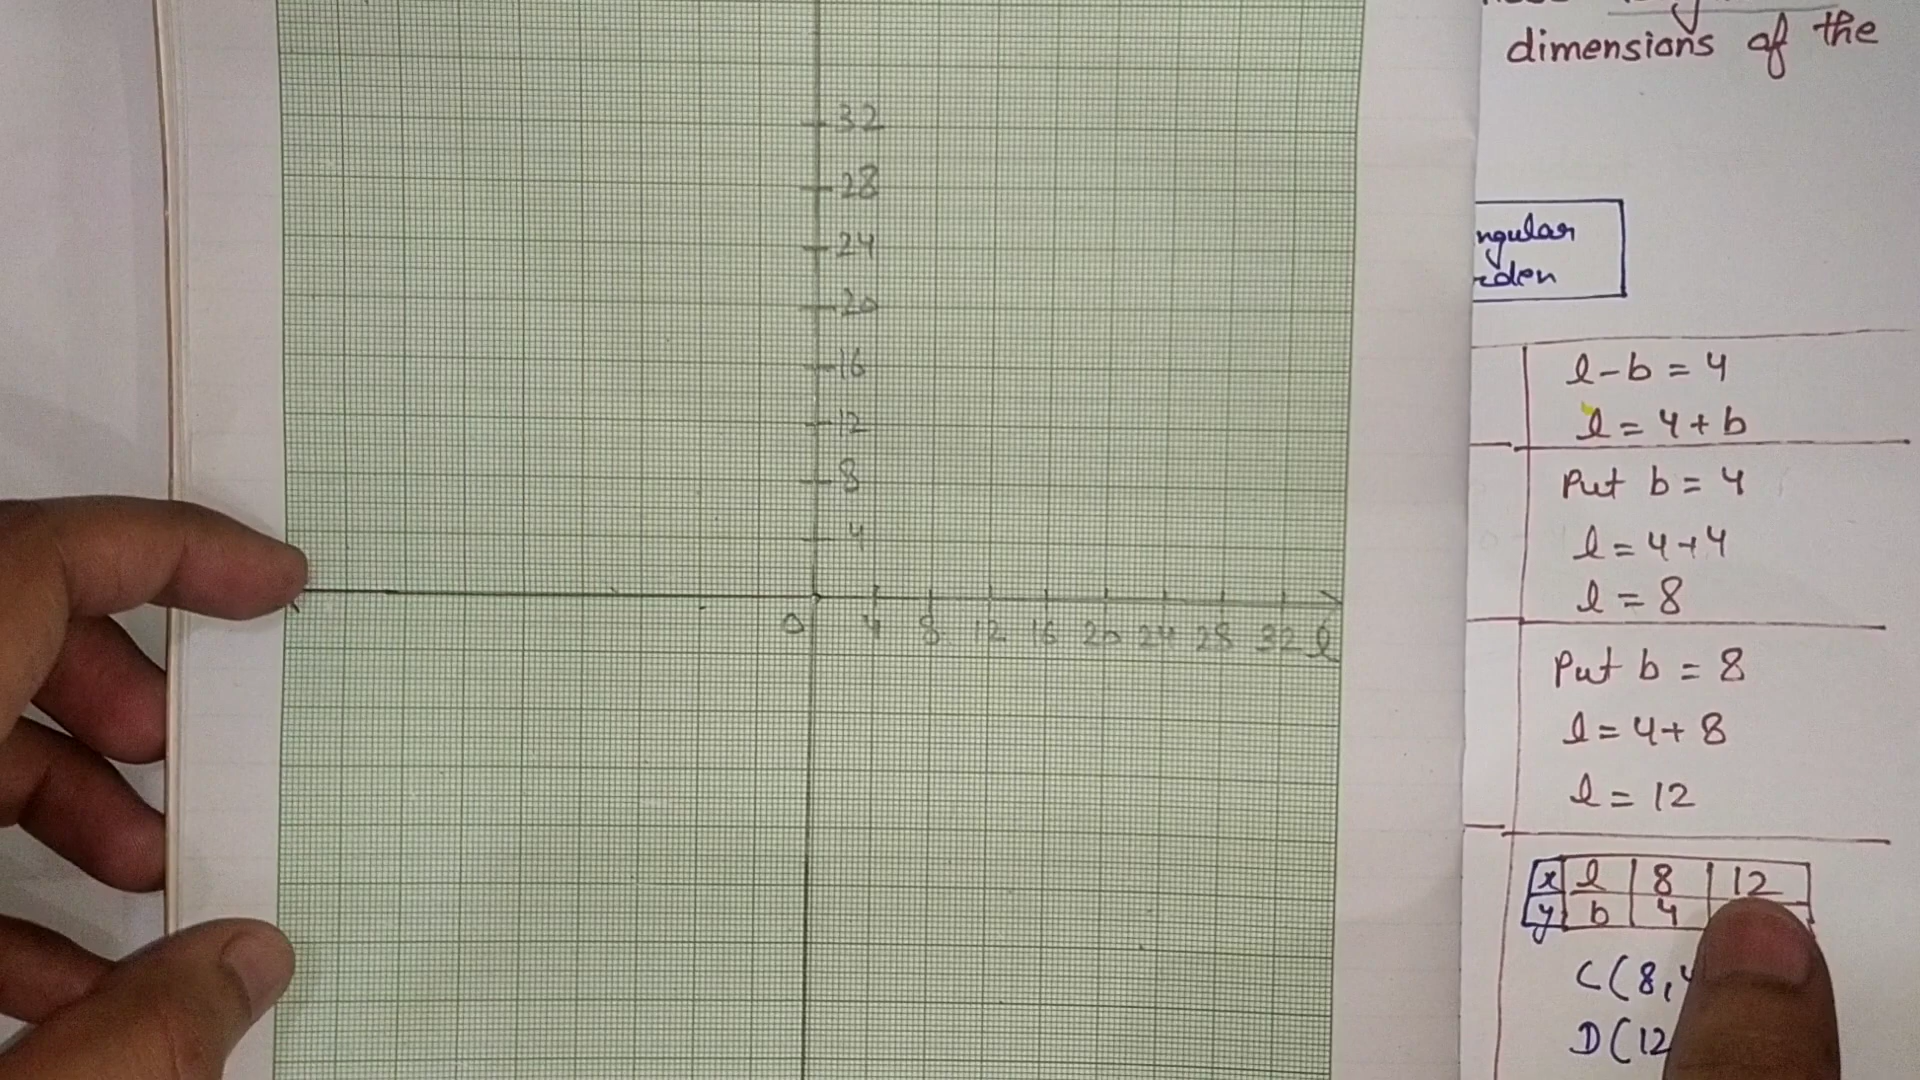 dimensions of the
ngular
rden
l - b = 4
l = 4 + b
Put b = 4
l = 4 + 4
l = 8
Put b = 8
l = 4 + 8
l = 12
x l 8 12
y b 4
C(8,4
D(12
32
28
24
20
16
12
8
4
0 4 8 12 16 20 24 28 32 l